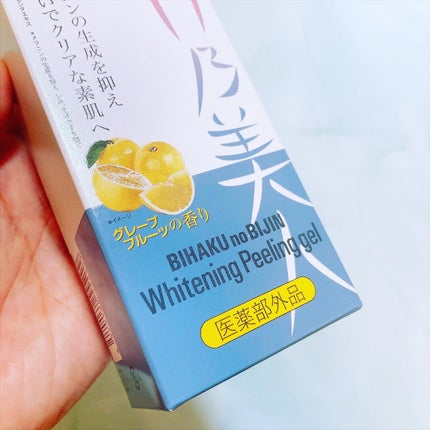 ンの生成を抑え
いでクリアな素肌へ
乃美人
*イメージ
グレープ
フルーツの香り
BIHAKU no BIJIN
Whitening Peeling gel
医薬部外品